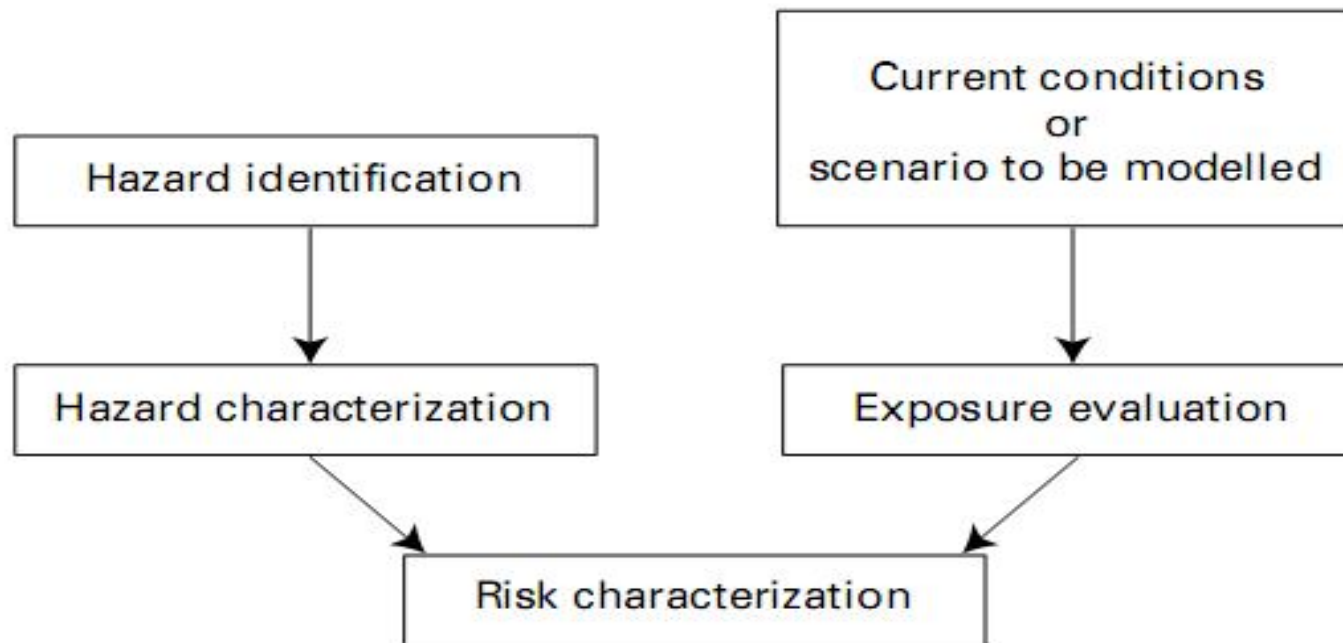 Current conditions
or
scenario to be modelled
Hazard identification
Hazard characterization
Exposure evaluation
Risk characterization